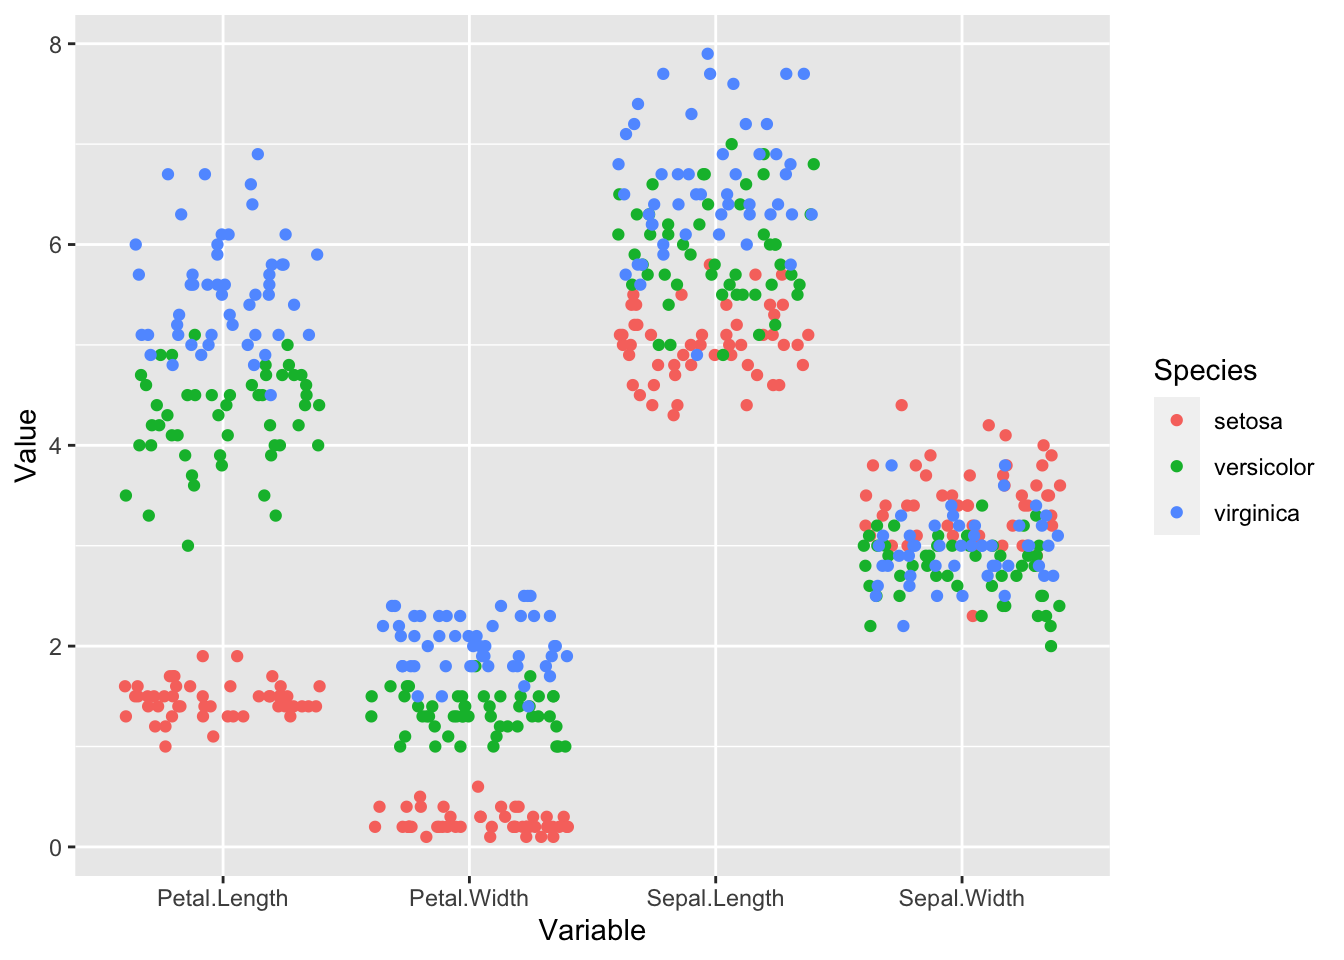 8
6
4
2
0
Value
Petal.Length
Petal.Width
Sepal.Length
Sepal.Width
Variable
Species
setosa
versicolor
virginica